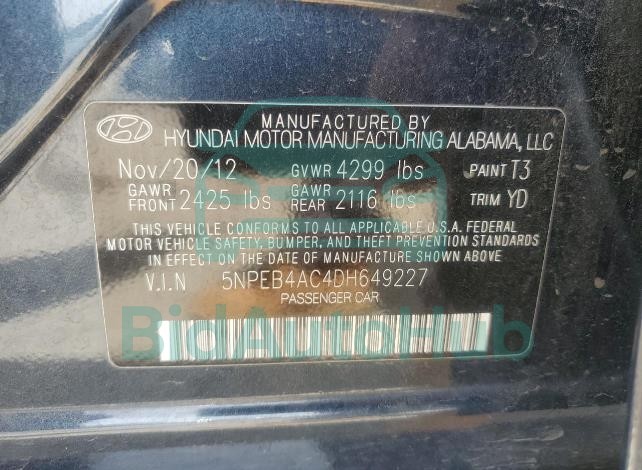 MANUFACTURED BY
HYUNDAI MOTOR MANUFACTURING ALABAMA, LLC
Nov/20/12 GVWR 4299 lbs PAINT T3
GAWR FRONT 2425 lbs GAWR REAR 2116 lbs TRIM YD
THIS VEHICLE CONFORMS TO ALL APPLICABLE U.S.A. FEDERAL
MOTOR VEHICLE SAFETY, BUMPER, AND THEFT PREVENTION STANDARDS
IN EFFECT ON THE DATE OF MANUFACTURE SHOWN ABOVE
V.I.N 5NPEB4AC4DH649227
PASSENGER CAR
BidAutoHub